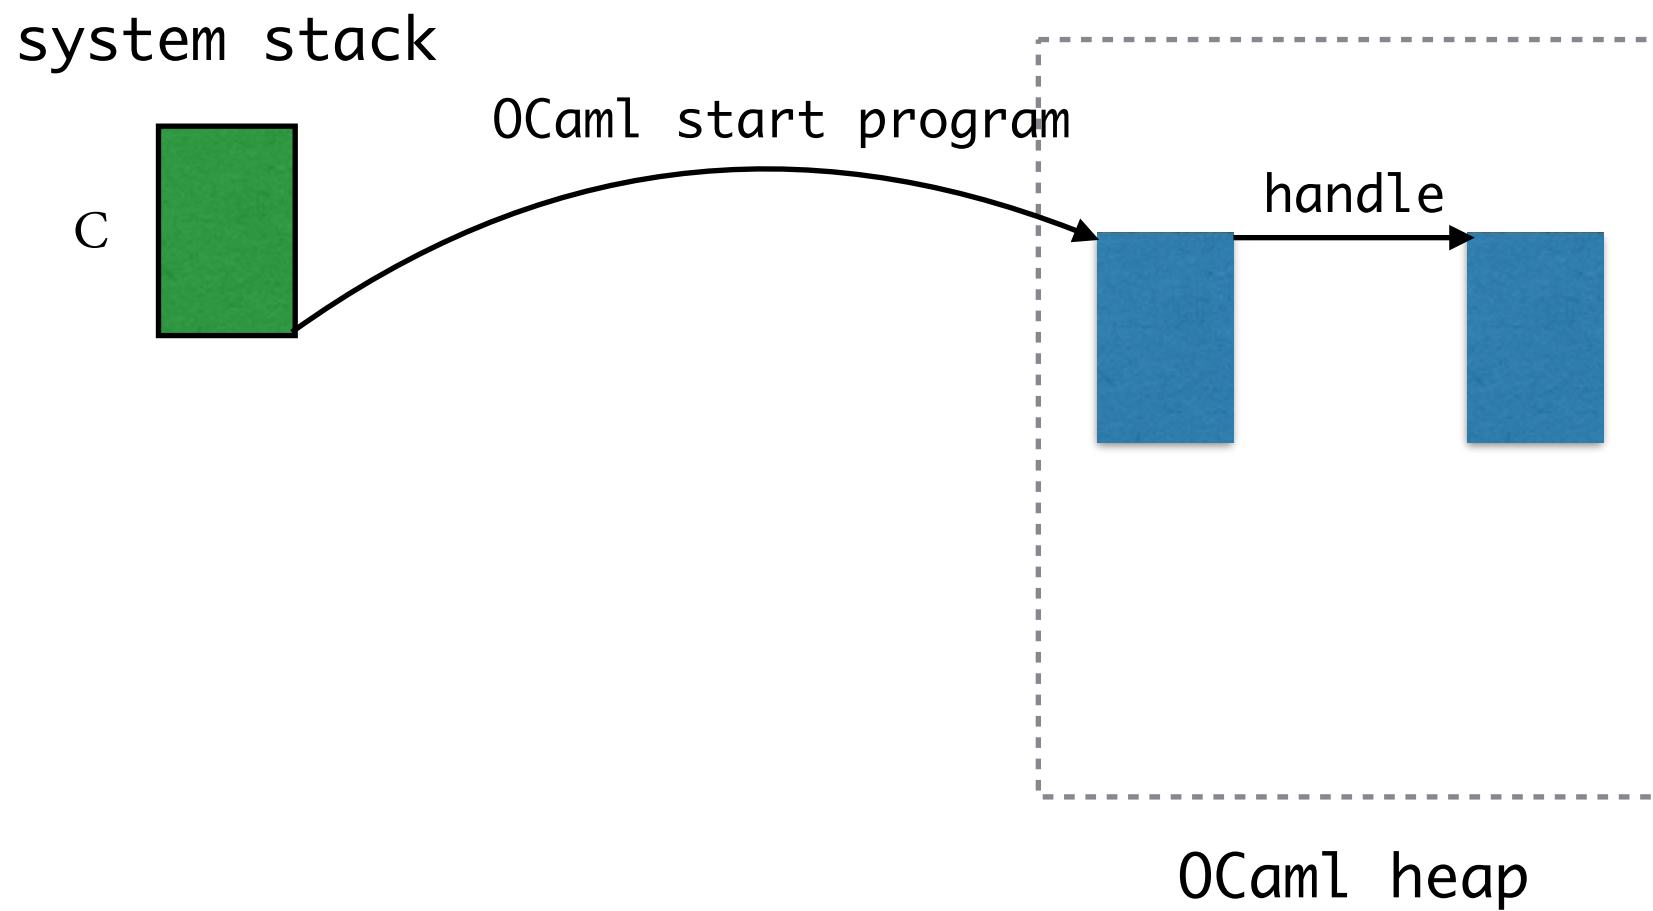 system stack
OCaml start program
handle
C
OCaml heap